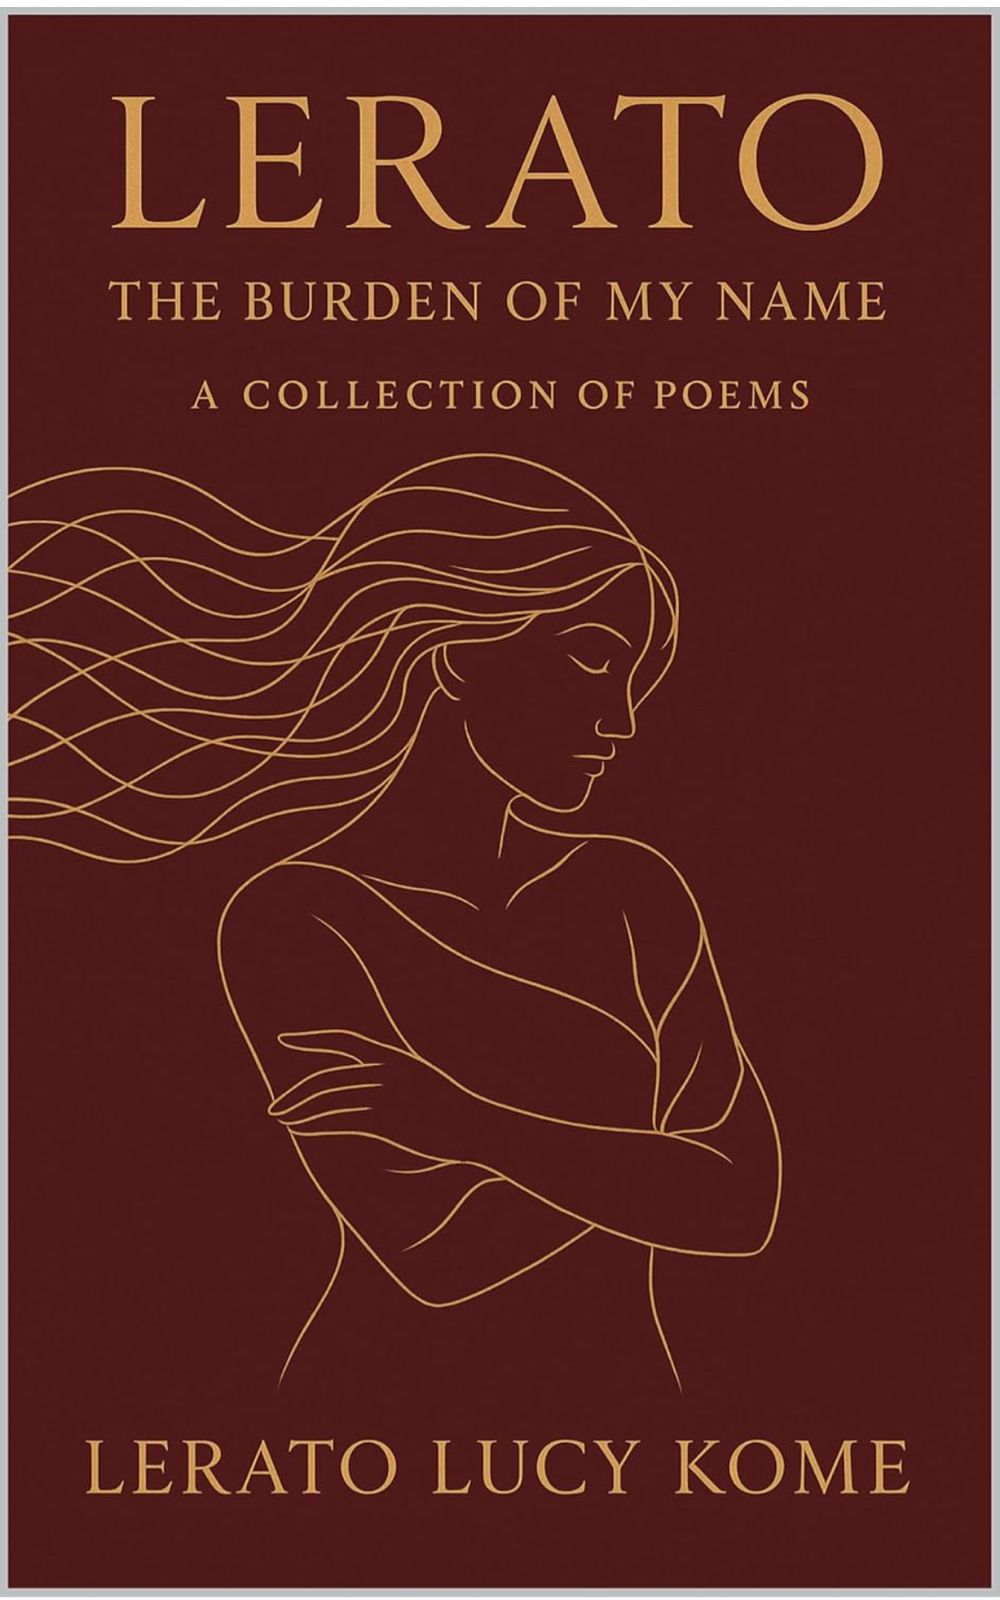 LERATO
THE BURDEN OF MY NAME
A COLLECTION OF POEMS
LERATO LUCY KOME